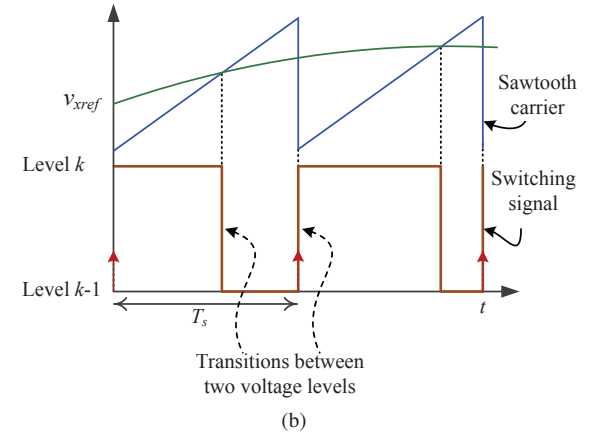 v_xref
Sawtooth
carrier
Level k
Switching
signal
Level k-1
T_s
t
Transitions between
two voltage levels
(b)